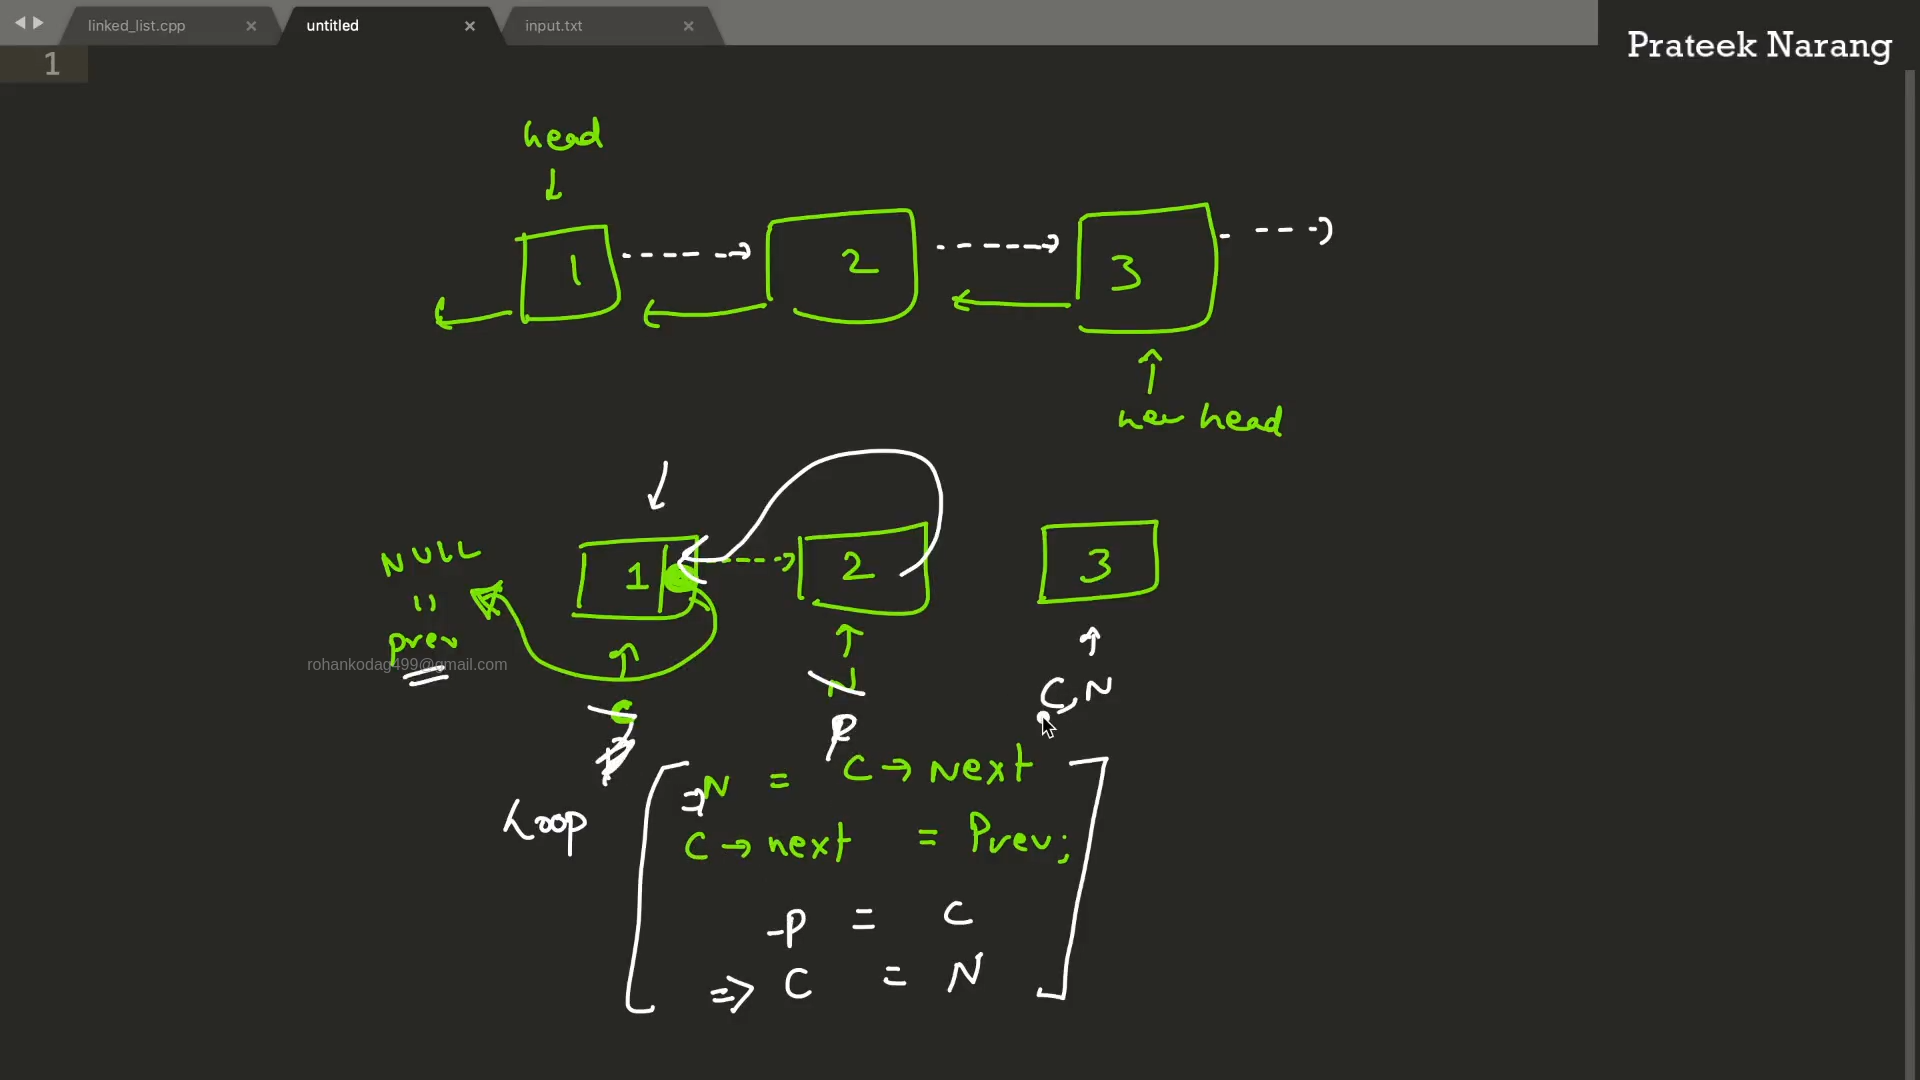 linked_list.cpp × untitled × input.txt ×
Prateek Narang
1
head
1 2 3
new head
NULL
"
prev
1 2 3
rohankodag499@gmail.com
C N C, N
P P
N = C → Next
Loop
C → next = Prev;
P = C
=> C = N